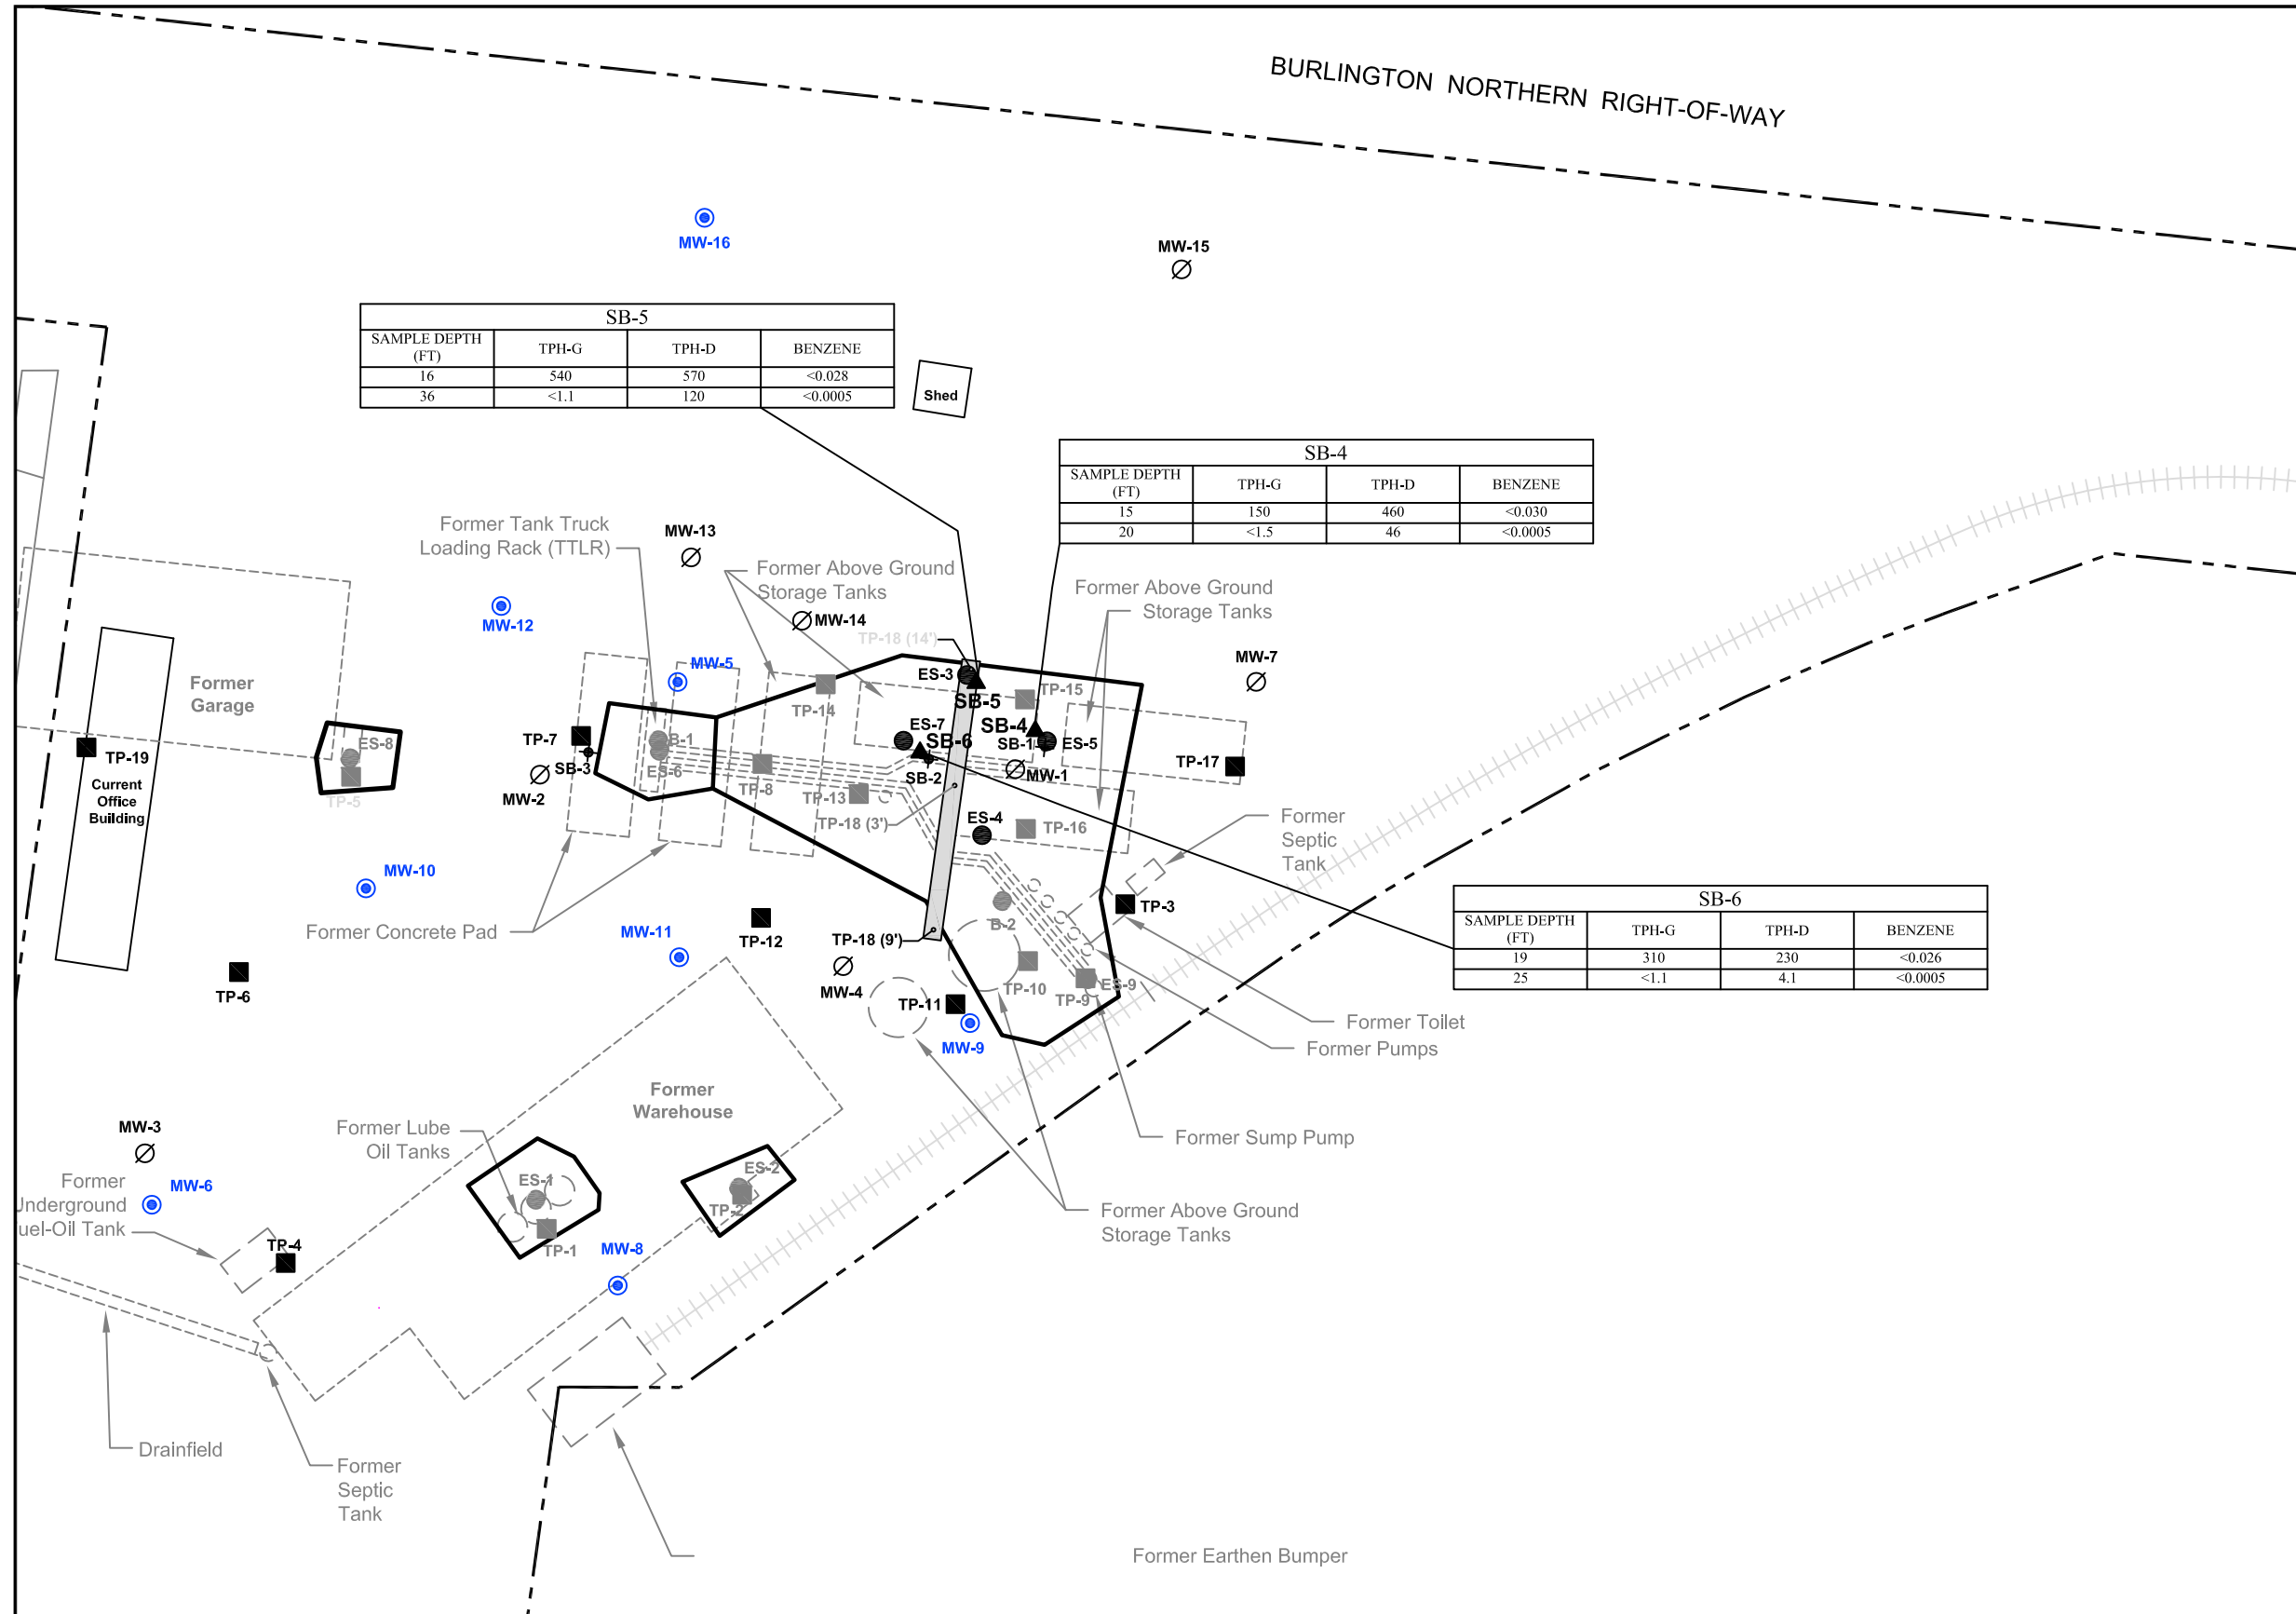 BURLINGTON NORTHERN RIGHT-OF-WAY
MW-16
MW-15
SB-5
SAMPLE DEPTH (FT) TPH-G TPH-D BENZENE
16 540 570 <0.028
36 <1.1 120 <0.0005
Shed
SB-4
SAMPLE DEPTH (FT) TPH-G TPH-D BENZENE
15 150 460 <0.030
20 <1.5 46 <0.0005
Former Tank Truck
Loading Rack (TTLR)
MW-13
Former Above Ground
Storage Tanks
Former Above Ground
Storage Tanks
MW-12
MW-14
TP-18 (14')
MW-5
MW-7
ES-3
TP-15
Former
Garage
SB-5
TP-14
ES-7
SB-4
TP-7
B-1
SB-6
SB-1
ES-5
ES-8
TP-19
SB-3
ES-6
SB-2
MW-1
TP-17
Current
Office
Building
TP-5
MW-2
TP-8
TP-13
TP-18 (3')
ES-4
TP-16
Former
Septic
Tank
MW-10
SB-6
SAMPLE DEPTH (FT) TPH-G TPH-D BENZENE
19 310 230 <0.026
25 <1.1 4.1 <0.0005
TP-3
B-2
Former Concrete Pad
MW-11
TP-12
TP-18 (9')
TP-6
MW-4
TP-10
TP-9
ES-9
TP-11
MW-9
Former Toilet
Former Pumps
Former
Warehouse
MW-3
Former Lube
Oil Tanks
Former Sump Pump
ES-2
ES-1
TP-2
Former
Underground
uel-Oil Tank
MW-6
Former Above Ground
Storage Tanks
TP-4
TP-1
MW-8
Drainfield
Former
Septic
Tank
Former Earthen Bumper